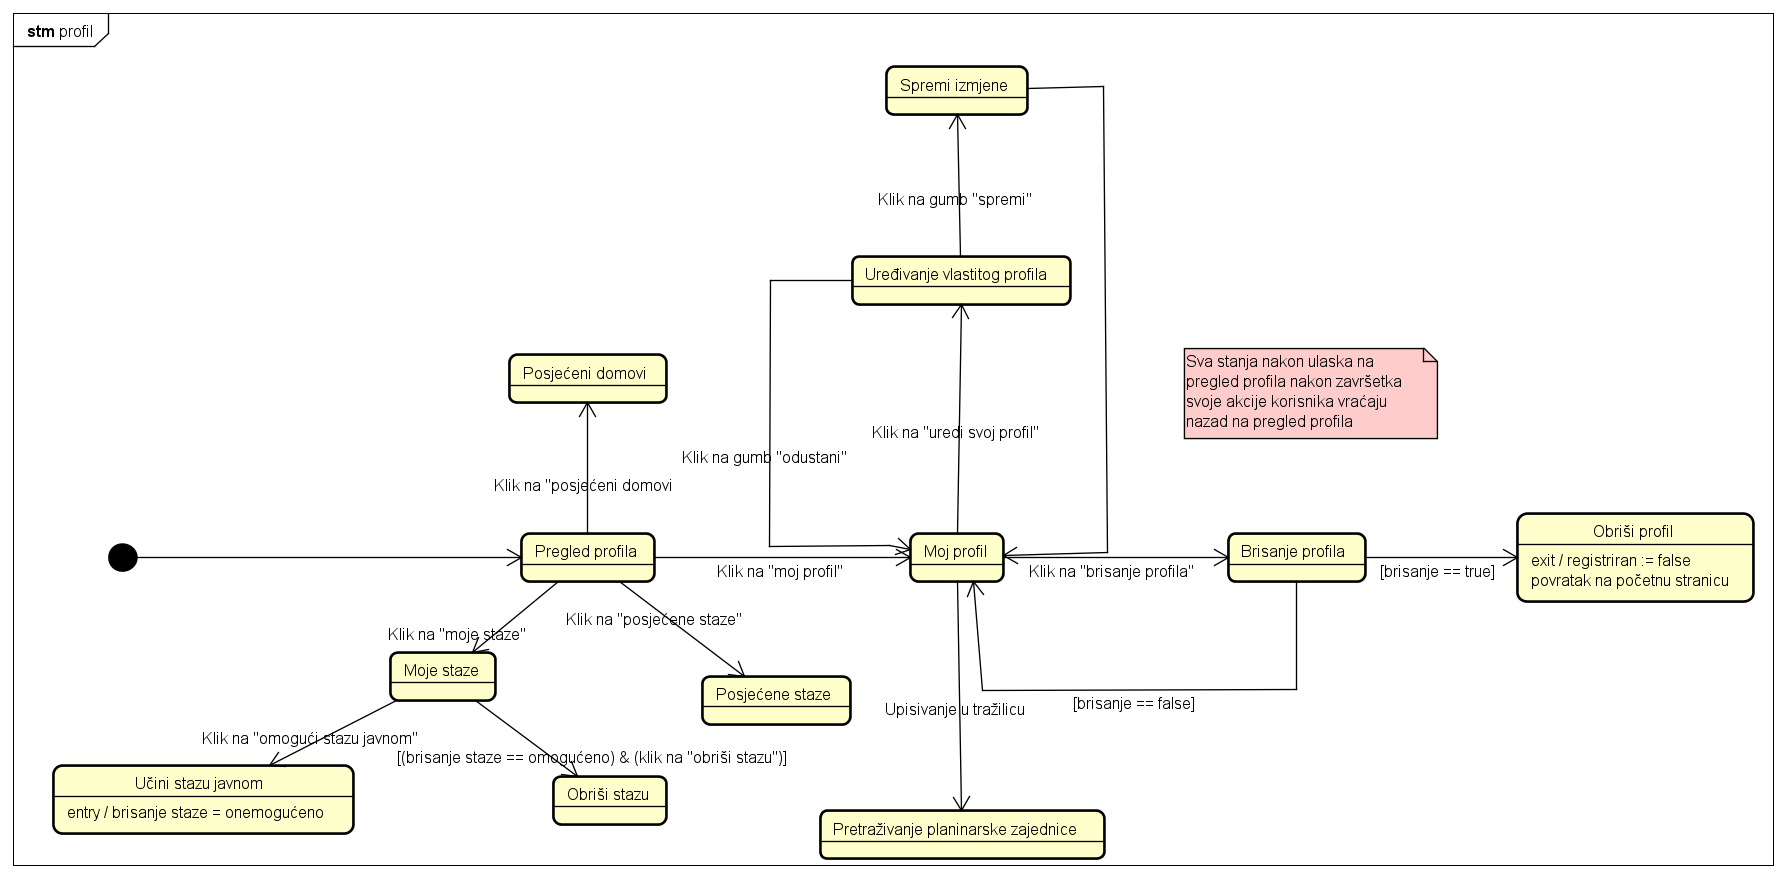 stm profil
Spremi izmjene
Klik na gumb "spremi"
Uređivanje vlastitog profila
Posjećeni domovi
Sva stanja nakon ulaska na
pregled profila nakon završetka
svoje akcije korisnika vraćaju
nazad na pregled profila
Klik na "uredi svoj profil"
Klik na gumb "odustani"
Klik na "posjećeni domovi
Pregled profila
Klik na "moj profil"
Moj profil
Klik na "brisanje profila"
Brisanje profila
[brisanje == true]
Obriši profil
exit / registriran := false
povratak na početnu stranicu
Klik na "moje staze"
Klik na "posjećene staze"
Moje staze
Posjećene staze
Upisivanje u tražilicu
[brisanje == false]
Klik na "omogući stazu javnom"
[(brisanje staze == omogućeno) & (klik na "obriši stazu")]
Učini stazu javnom
entry / brisanje staze = onemogućeno
Obriši stazu
Pretraživanje planinarske zajednice